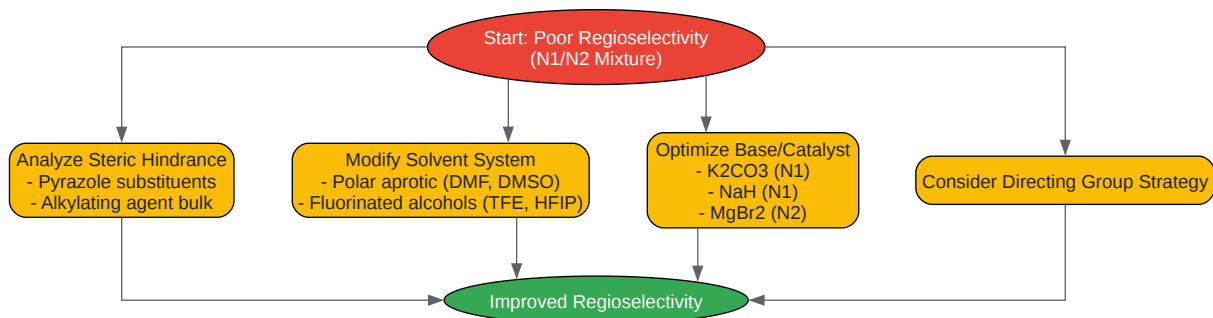 Start: Poor Regioselectivity
(N1/N2 Mixture)
Analyze Steric Hindrance
- Pyrazole substituents
- Alkylating agent bulk
Modify Solvent System
- Polar aprotic (DMF, DMSO)
- Fluorinated alcohols (TFE, HFIP)
Optimize Base/Catalyst
- K2CO3 (N1)
- NaH (N1)
- MgBr2 (N2)
Consider Directing Group Strategy
Improved Regioselectivity